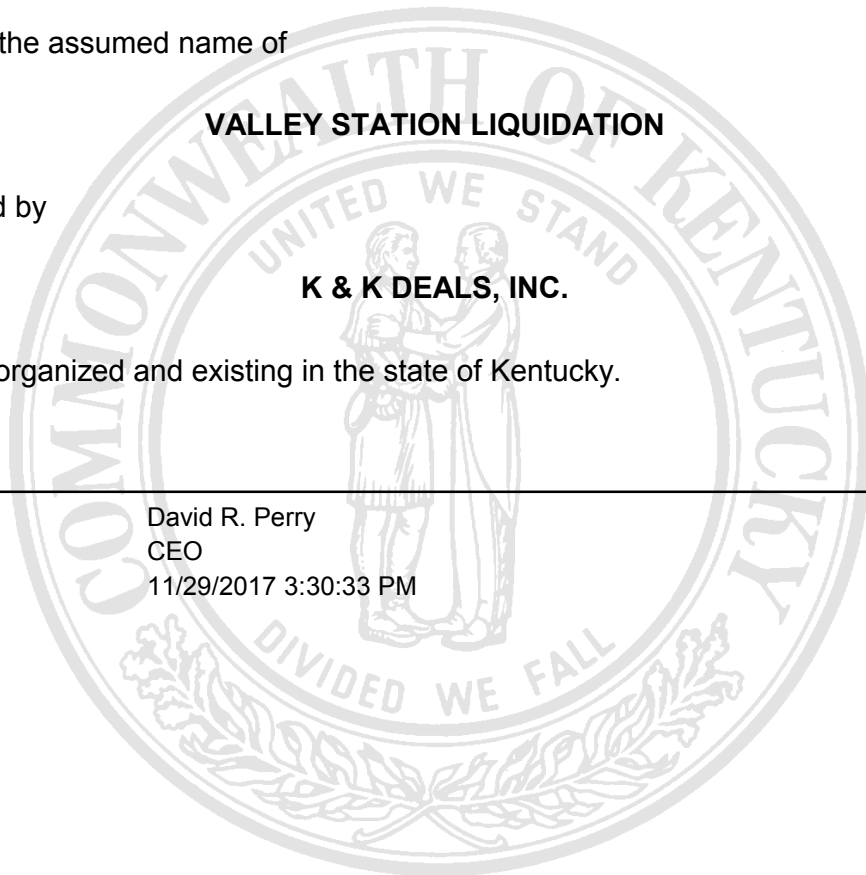 the assumed name of
VALLEY STATION LIQUIDATION
d by
K & K DEALS, INC.
organized and existing in the state of Kentucky.
David R. Perry
CEO
11/29/2017 3:30:33 PM
COMMONWEALTH OF KENTUCKY
UNITED WE STAND
DIVIDED WE FALL